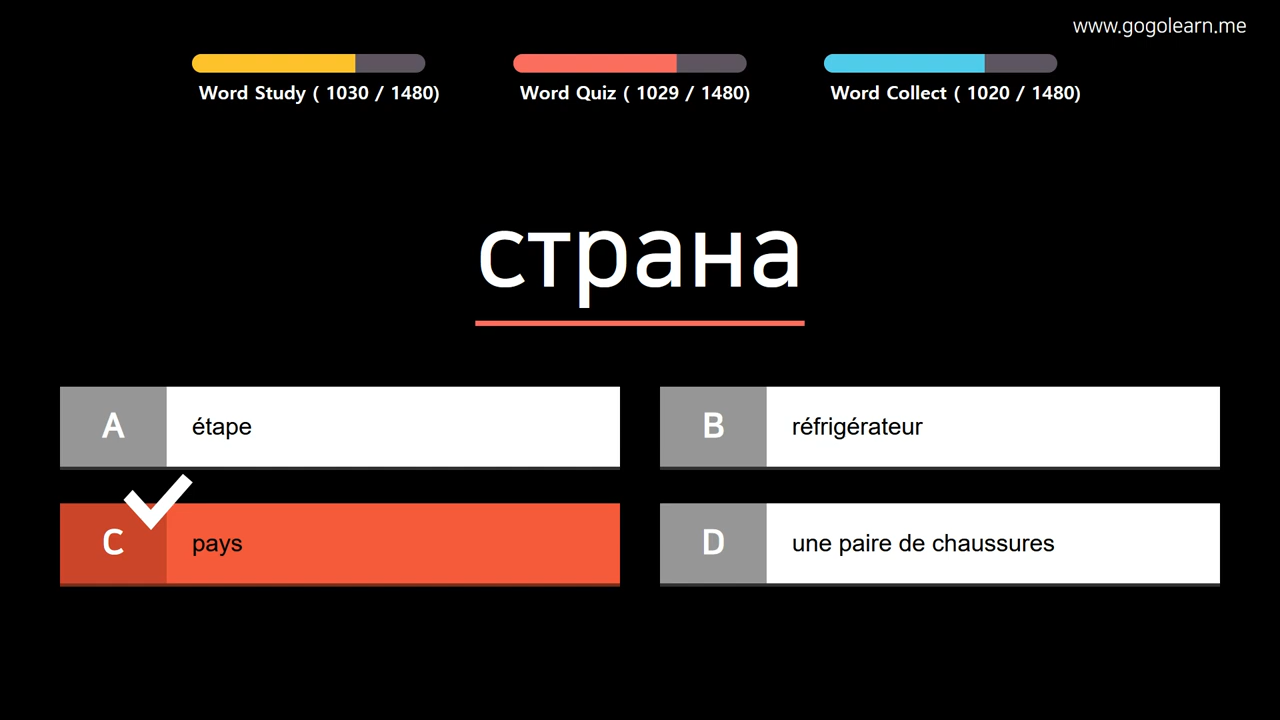 www.gogolearn.me
Word Study ( 1030 / 1480)
Word Quiz ( 1029 / 1480)
Word Collect ( 1020 / 1480)
страна
A étape
B réfrigérateur
C pays
D une paire de chaussures